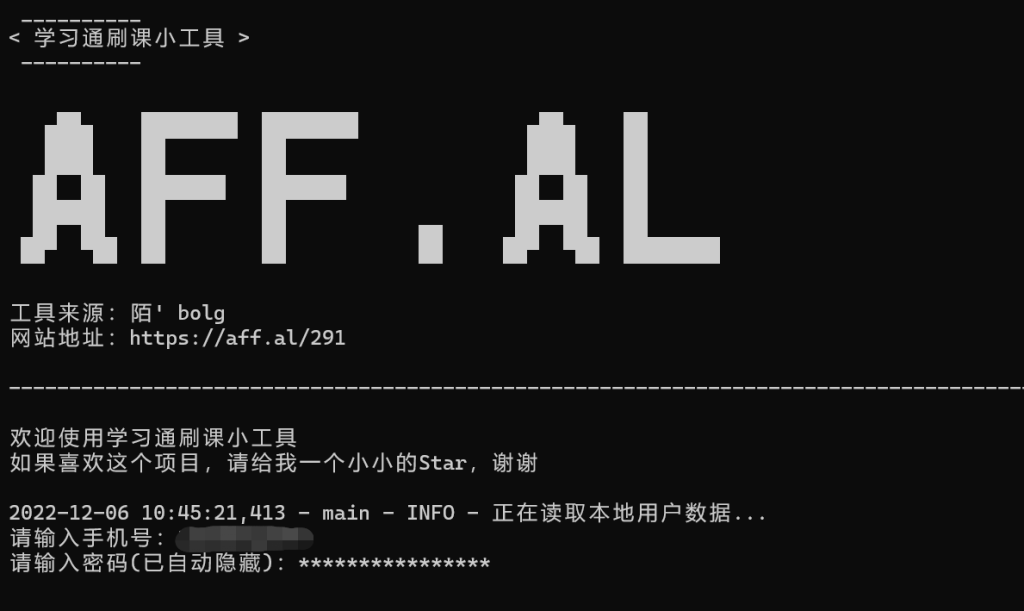 __________
< 学习通刷课小工具 >
----------
AFF.AL
工具来源: 陌' bolg
网站地址: https://aff.al/291
-------------------------------------------------------------------------------------
欢迎使用学习通刷课小工具
如果喜欢这个项目, 请给我一个小小的Star, 谢谢
2022-12-06 10:45:21,413 - main - INFO - 正在读取本地用户数据...
请输入手机号:
请输入密码(已自动隐藏): ****************